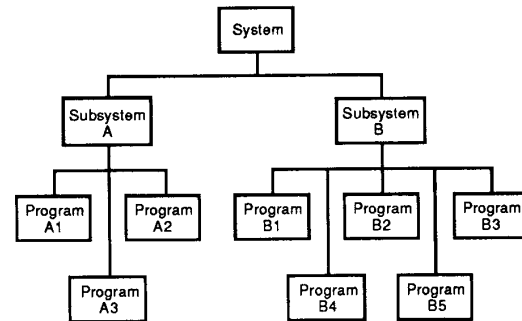 System
Subsystem
A
Subsystem
B
Program
A1
Program
A2
Program
B1
Program
B2
Program
B3
Program
A3
Program
B4
Program
B5